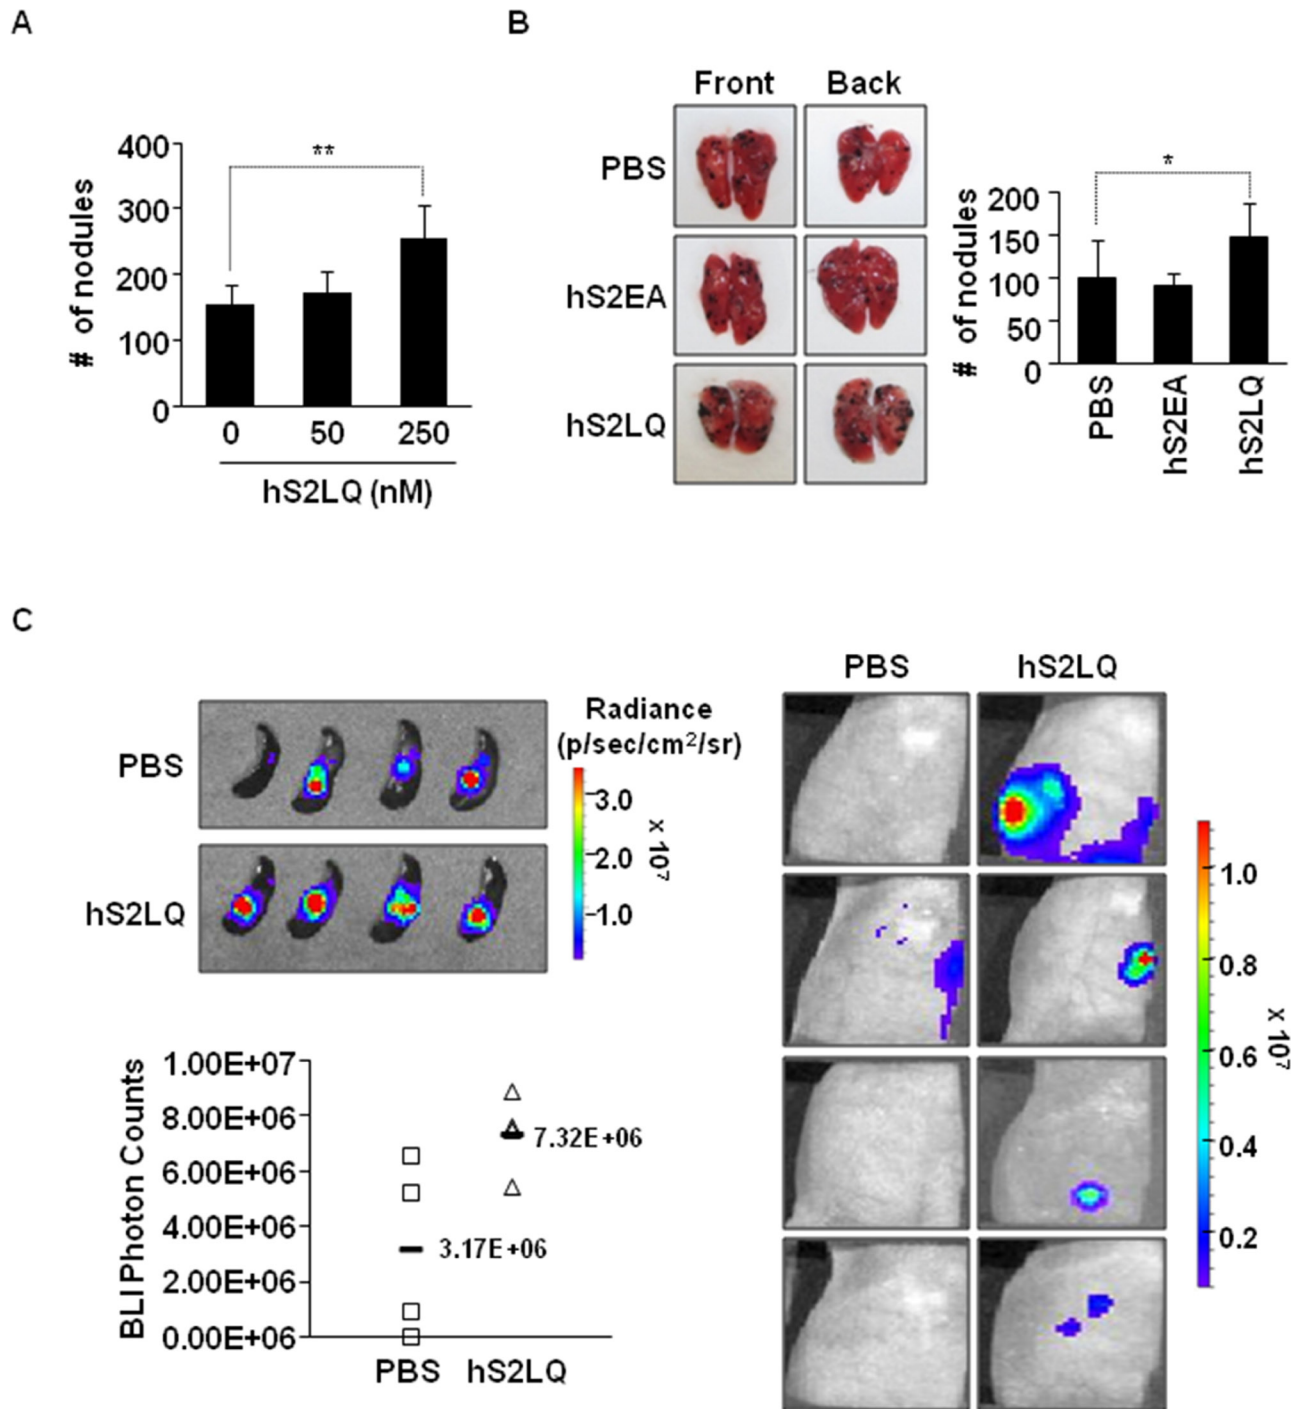 A
400
300
200
100
0
# of nodules
**
0 50 250
hS2LQ (nM)
B
Front Back
PBS
hS2EA
hS2LQ
200
150
100
50
0
# of nodules
*
PBS
hS2EA
hS2LQ
C
PBS
hS2LQ
Radiance
(p/sec/cm²/sr)
3.0
2.0
1.0
x 10⁷
BLI Photon Counts
1.00E+07
8.00E+06
6.00E+06
4.00E+06
2.00E+06
0.00E+06
3.17E+06
7.32E+06
PBS hS2LQ
PBS hS2LQ
1.0
0.8
0.6
0.4
0.2
x 10⁷